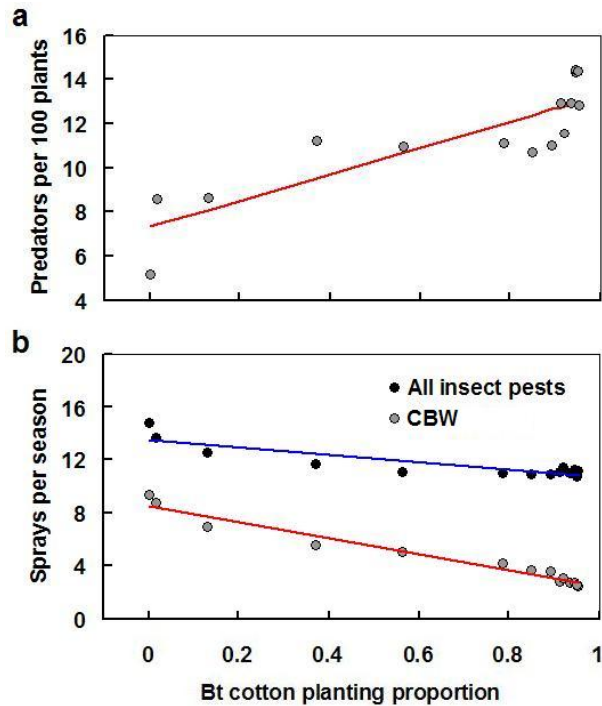 a
16
14
12
10
8
6
4
Predators per 100 plants
b
20
16
12
8
4
0
Sprays per season
All insect pests
CBW
0 0.2 0.4 0.6 0.8 1
Bt cotton planting proportion